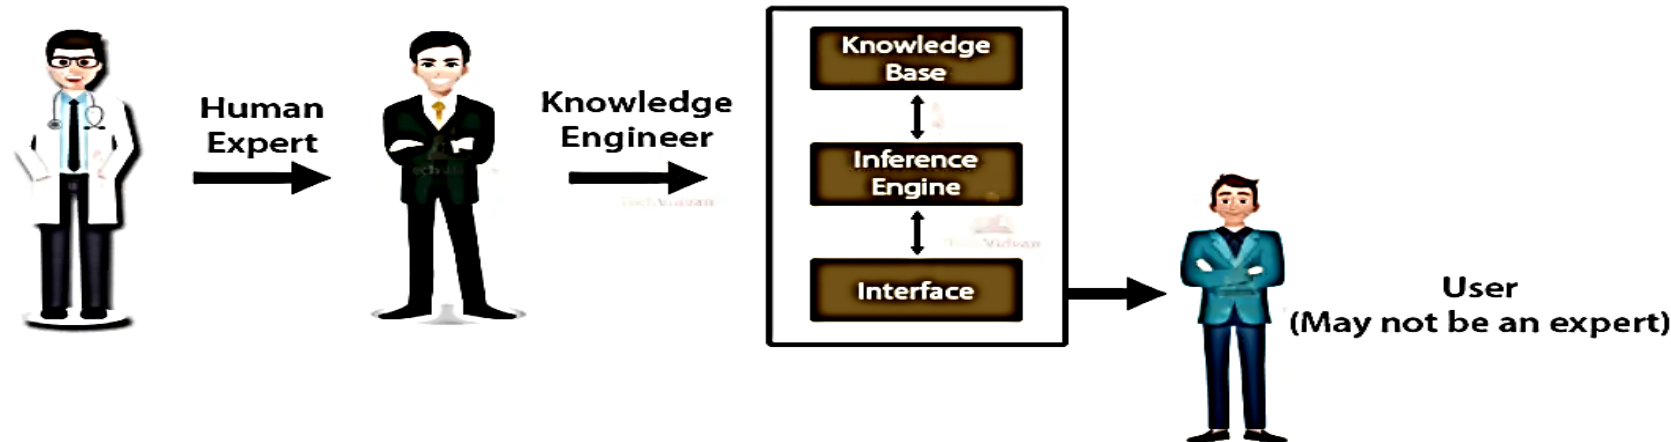 Human
Expert
Knowledge
Engineer
Knowledge
Base
Inference
Engine
Interface
User
(May not be an expert)